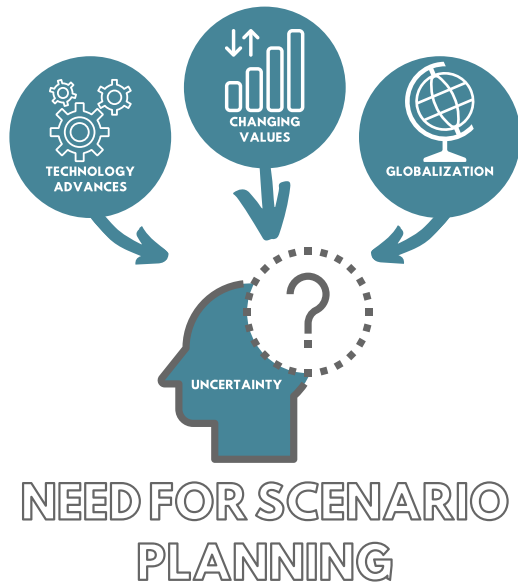 TECHNOLOGY
ADVANCES
CHANGING
VALUES
GLOBALIZATION
?
UNCERTAINTY
NEED FOR SCENARIO
PLANNING